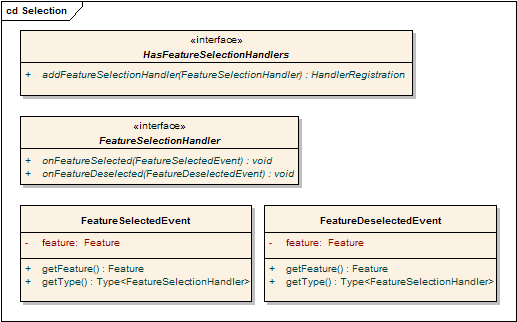 cd Selection
«interface»
HasFeatureSelectionHandlers
+ addFeatureSelectionHandler(FeatureSelectionHandler) : HandlerRegistration
«interface»
FeatureSelectionHandler
+ onFeatureSelected(FeatureSelectedEvent) : void
+ onFeatureDeselected(FeatureDeselectedEvent) : void
FeatureSelectedEvent
- feature: Feature
+ getFeature() : Feature
+ getType() : Type<FeatureSelectionHandler>
FeatureDeselectedEvent
- feature: Feature
+ getFeature() : Feature
+ getType() : Type<FeatureSelectionHandler>